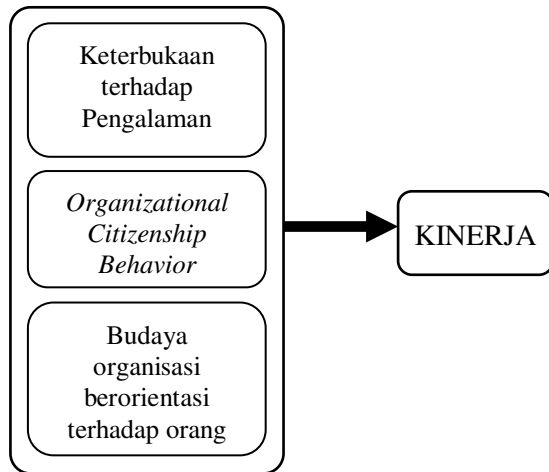 Keterbukaan
terhadap
Pengalaman
Organizational
Citizenship
Behavior
KINERJA
Budaya
organisasi
berorientasi
terhadap orang